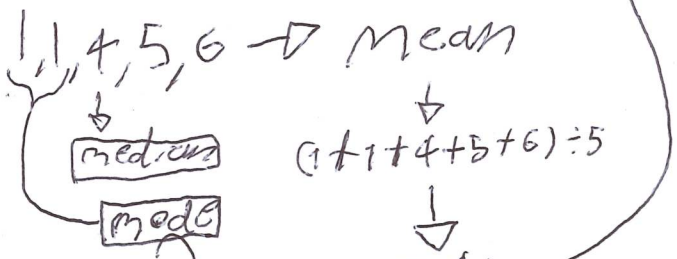 1,1,4,5,6 → mean
median (1+1+4+5+6)÷5
mode